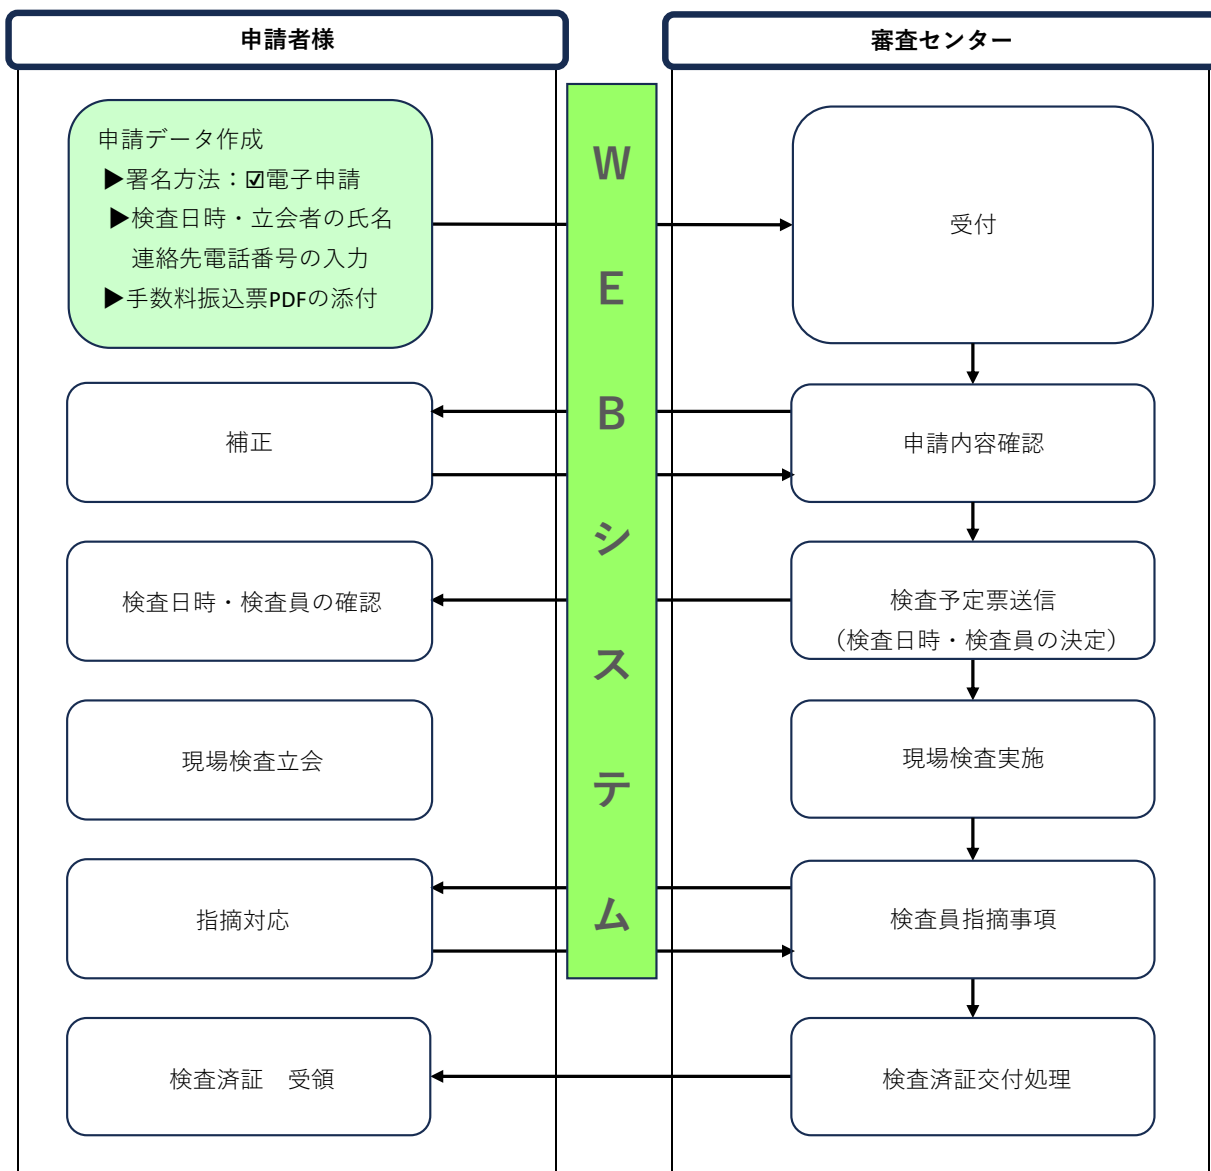 申請者様
審査センター
申請データ作成
▶署名方法：☑電子申請
▶検査日時・立会者の氏名
連絡先電話番号の入力
▶手数料振込票PDFの添付
WEBシステム
受付
補正
申請内容確認
検査日時・検査員の確認
検査予定票送信
（検査日時・検査員の決定）
現場検査立会
現場検査実施
指摘対応
検査員指摘事項
検査済証　受領
検査済証交付処理